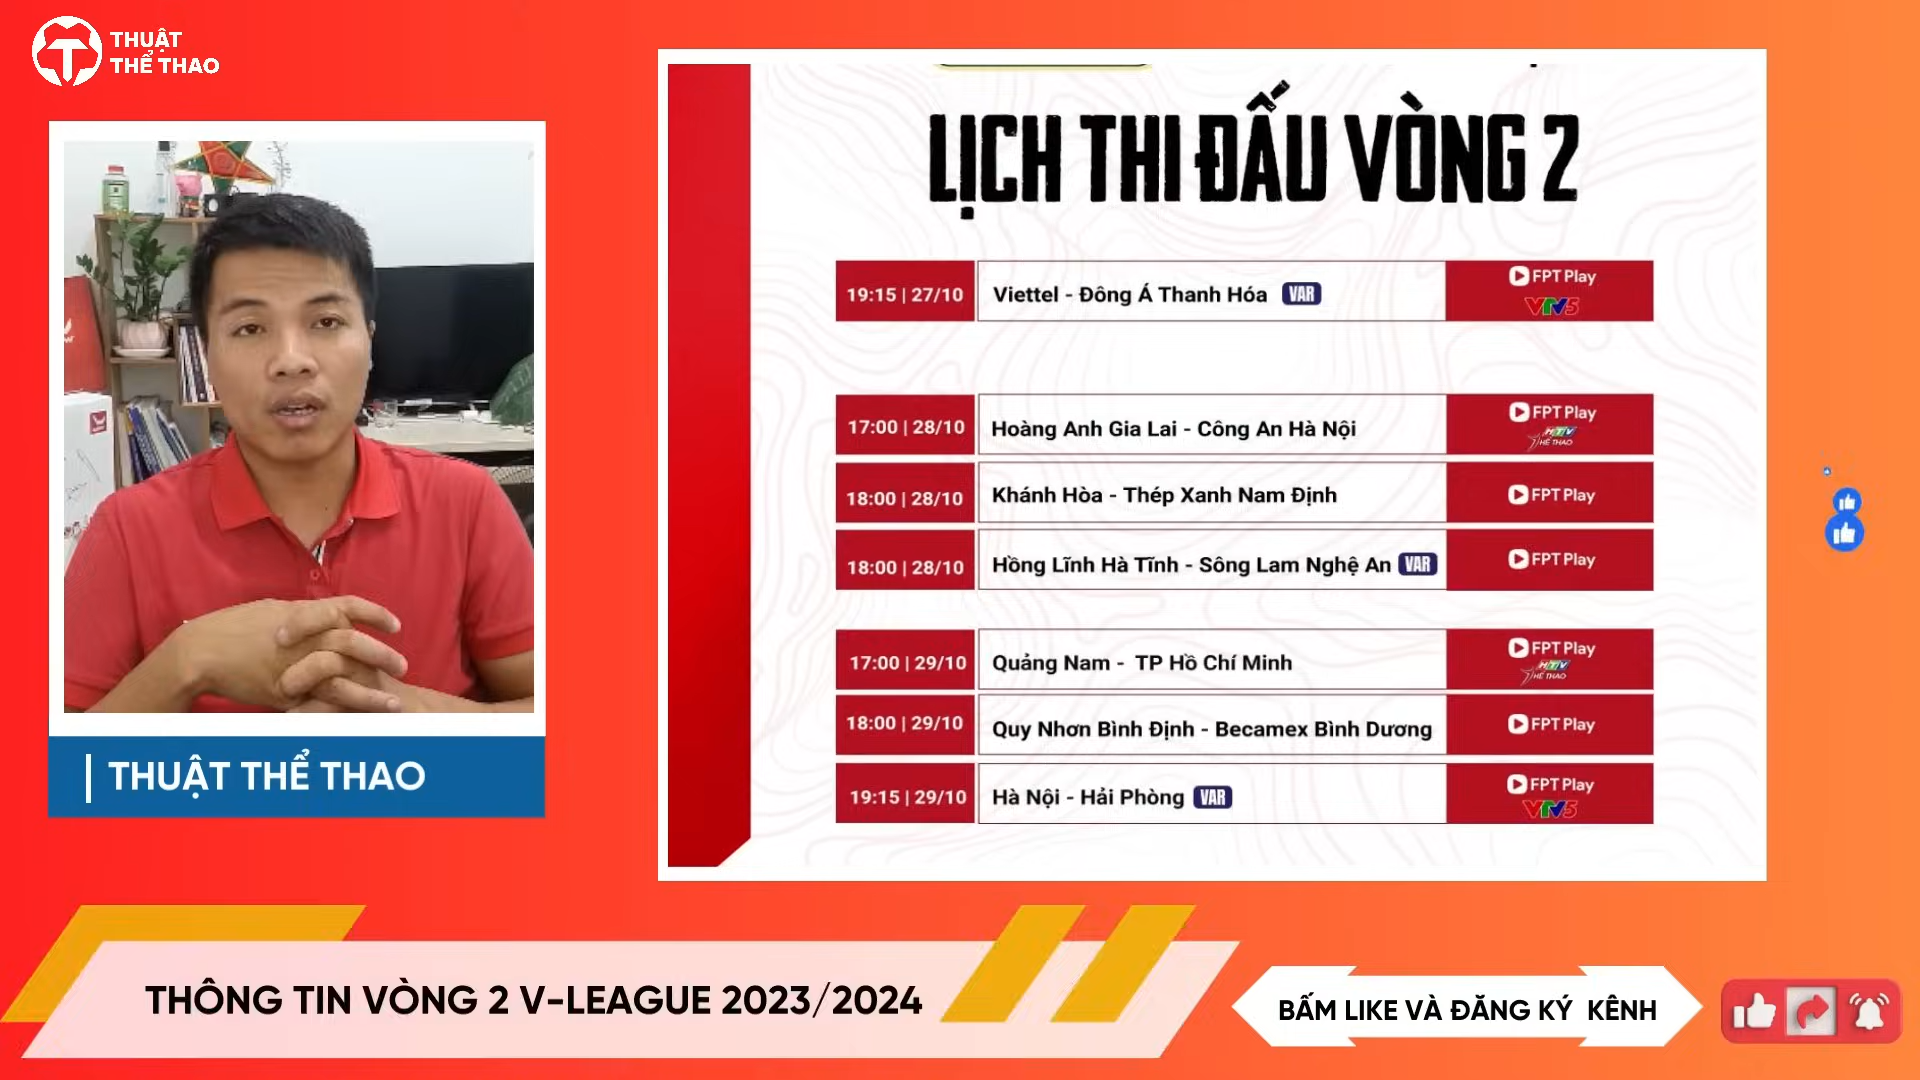 THUẬT
THỂ THAO
LỊCH THI ĐẤU VÒNG 2
19:15 | 27/10 Viettel - Đông Á Thanh Hóa VAR FPT Play
VTV5
17:00 | 28/10 Hoàng Anh Gia Lai - Công An Hà Nội FPT Play
HTV
THỂ THAO
18:00 | 28/10 Khánh Hòa - Thép Xanh Nam Định FPT Play
18:00 | 28/10 Hồng Lĩnh Hà Tĩnh - Sông Lam Nghệ An VAR FPT Play
17:00 | 29/10 Quảng Nam - TP Hồ Chí Minh FPT Play
HTV
THỂ THAO
18:00 | 29/10 Quy Nhơn Bình Định - Becamex Bình Dương FPT Play
19:15 | 29/10 Hà Nội - Hải Phòng VAR FPT Play
VTV5
THUẬT THỂ THAO
THÔNG TIN VÒNG 2 V-LEAGUE 2023/2024
BẤM LIKE VÀ ĐĂNG KÝ KÊNH